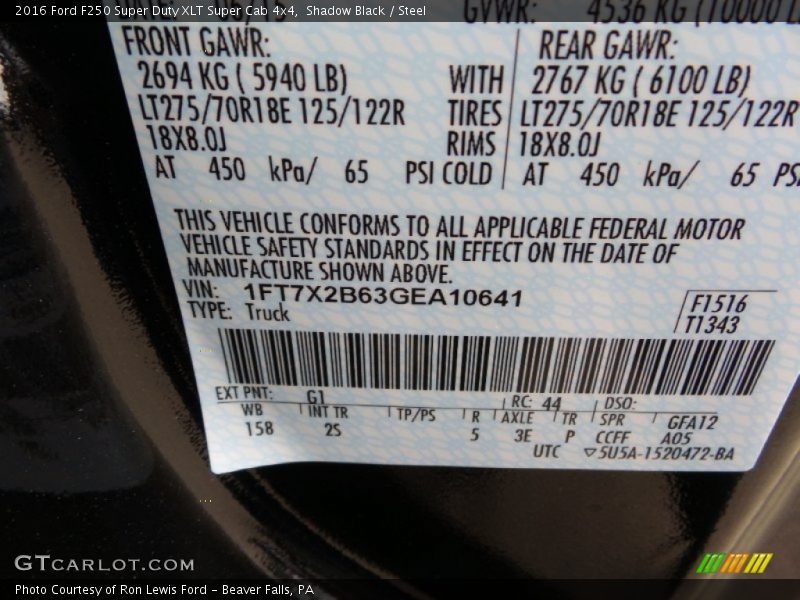 2016 Ford F250 Super Duty XLT Super Cab 4x4, Shadow Black / Steel
GVWR: 4536 KG (10000 L
FRONT GAWR: REAR GAWR:
2694 KG ( 5940 LB) WITH 2767 KG ( 6100 LB)
LT275/70R18E 125/122R TIRES LT275/70R18E 125/122R
18X8.0J RIMS 18X8.0J
AT 450 kPa/ 65 PSI COLD AT 450 kPa/ 65 PSI
THIS VEHICLE CONFORMS TO ALL APPLICABLE FEDERAL MOTOR
VEHICLE SAFETY STANDARDS IN EFFECT ON THE DATE OF
MANUFACTURE SHOWN ABOVE.
VIN: 1FT7X2B63GEA10641
TYPE: Truck
F1516
T1343
EXT PNT: G1 RC: 44 DSO:
WB INT TR TP/PS R AXLE TR SPR GFA12
158 2S 5 3E P CCFF A05
UTC ▽5U5A-1520472-BA
GTCARLOT.COM
Photo Courtesy of Ron Lewis Ford – Beaver Falls, PA